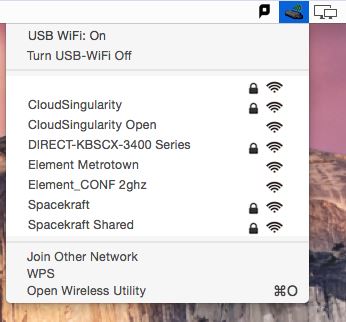 USB WiFi: On
Turn USB-WiFi Off
CloudSingularity
CloudSingularity Open
DIRECT-KBSCX-3400 Series
Element Metrotown
Element_CONF 2ghz
Spacekraft
Spacekraft Shared
Join Other Network
WPS
Open Wireless Utility ⌘O